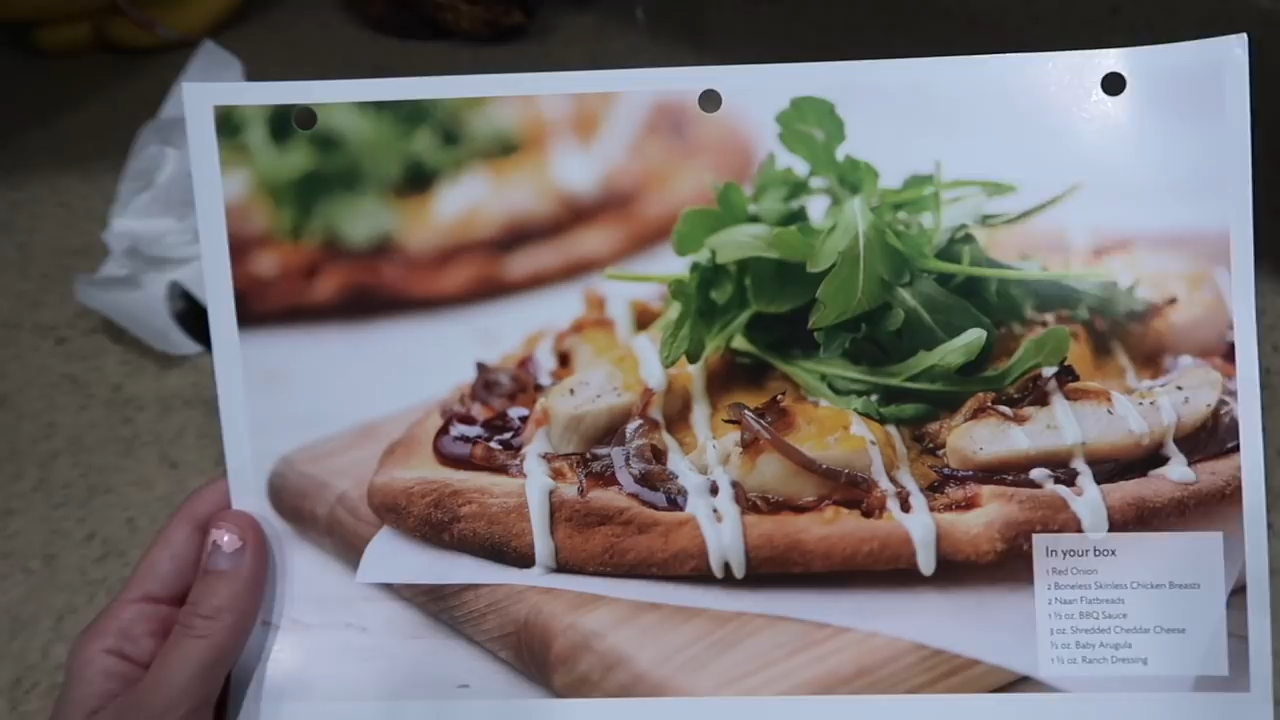 In your box
1 Red Onion
2 Boneless Skinless Chicken Breasts
2 Naan Flatbreads
1 ½ oz. BBQ Sauce
3 oz. Shredded Cheddar Cheese
½ oz. Baby Arugula
1 ½ oz. Ranch Dressing